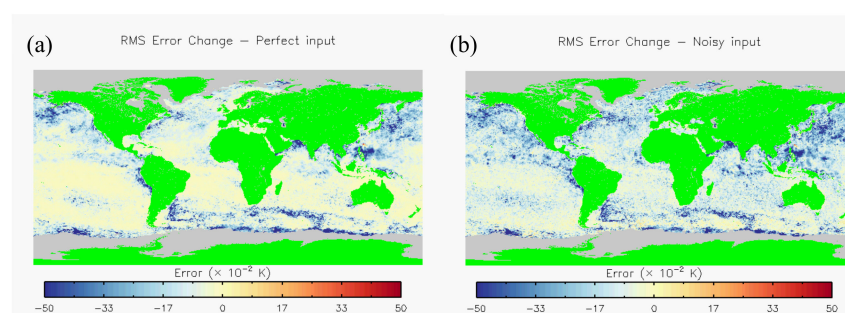 (a)
RMS Error Change – Perfect input
Error (× 10⁻² K)
−50 −33 −17 0 17 33 50
(b)
RMS Error Change – Noisy input
Error (× 10⁻² K)
−50 −33 −17 0 17 33 50